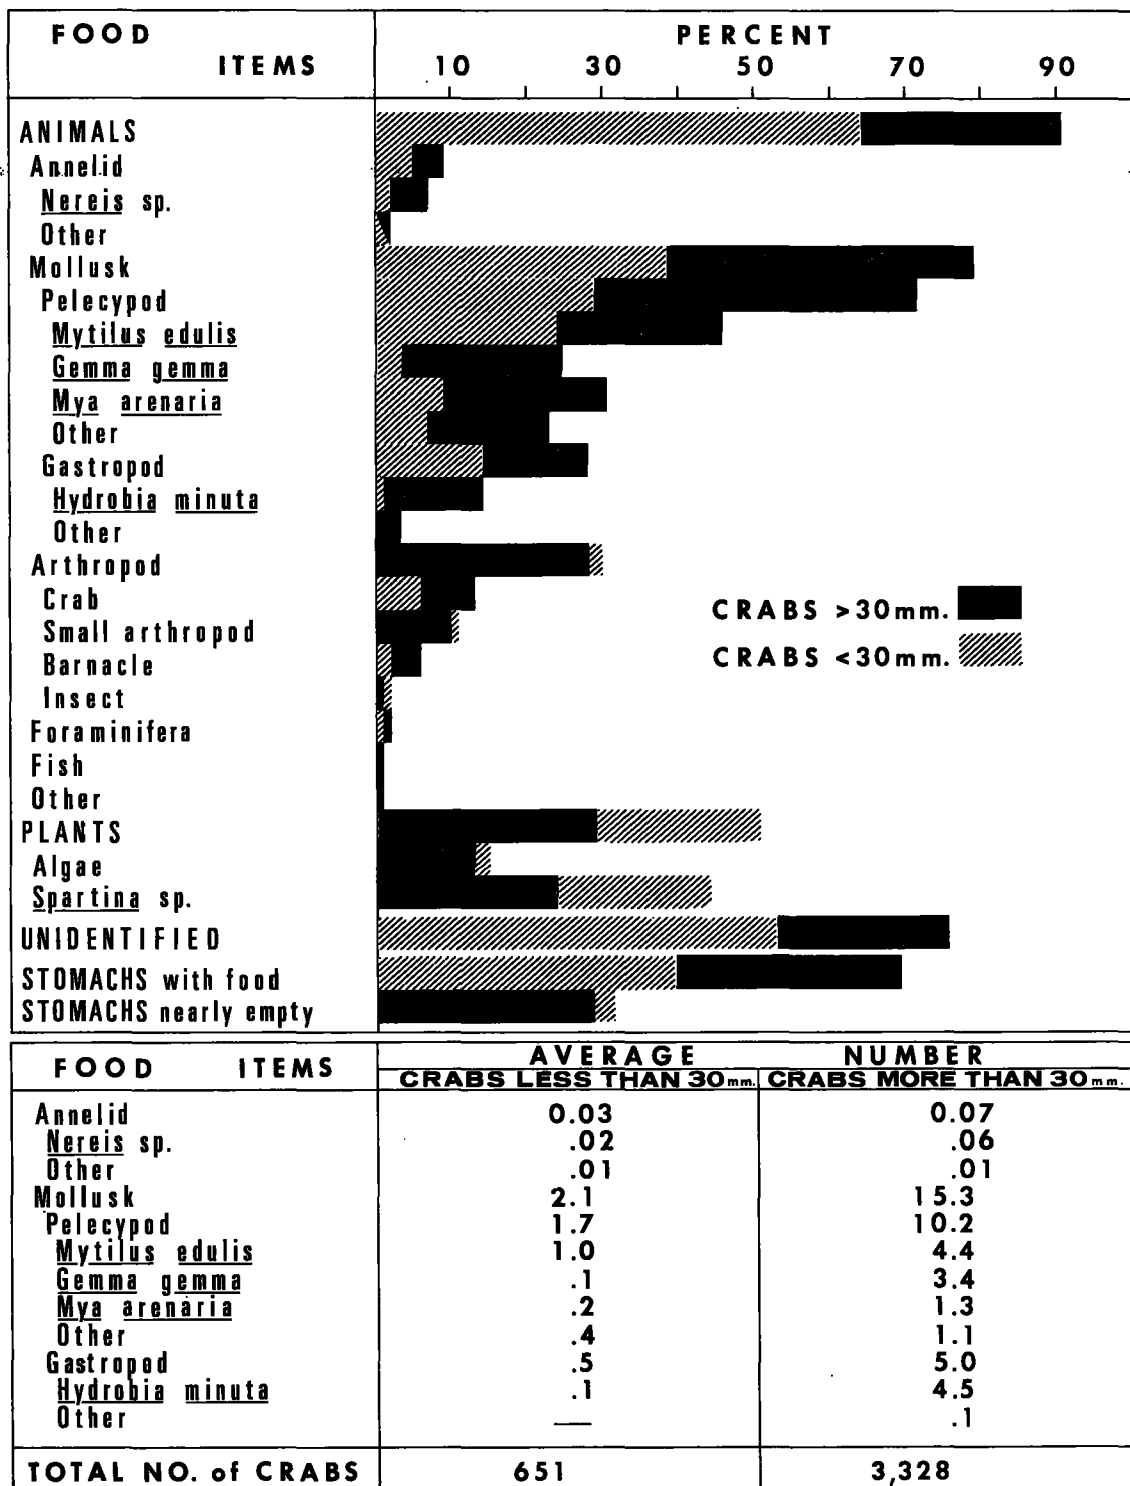 FOOD ITEMS
PERCENT
10 30 50 70 90
ANIMALS
Annelid
Nereis sp.
Other
Mollusk
Pelecypod
Mytilus edulis
Gemma gemma
Mya arenaria
Other
Gastropod
Hydrobia minuta
Other
Arthropod
Crab
Small arthropod
Barnacle
Insect
Foraminifera
Fish
Other
PLANTS
Algae
Spartina sp.
UNIDENTIFIED
STOMACHS with food
STOMACHS nearly empty
CRABS >30mm.
CRABS <30mm.
FOOD ITEMS AVERAGE NUMBER
CRABS LESS THAN 30mm. CRABS MORE THAN 30mm.
Annelid 0.03 0.07
Nereis sp. .02 .06
Other .01 .01
Mollusk 2.1 15.3
Pelecypod 1.7 10.2
Mytilus edulis 1.0 4.4
Gemma gemma .1 3.4
Mya arenaria .2 1.3
Other .4 1.1
Gastropod .5 5.0
Hydrobia minuta .1 4.5
Other — .1
TOTAL NO. of CRABS 651 3,328